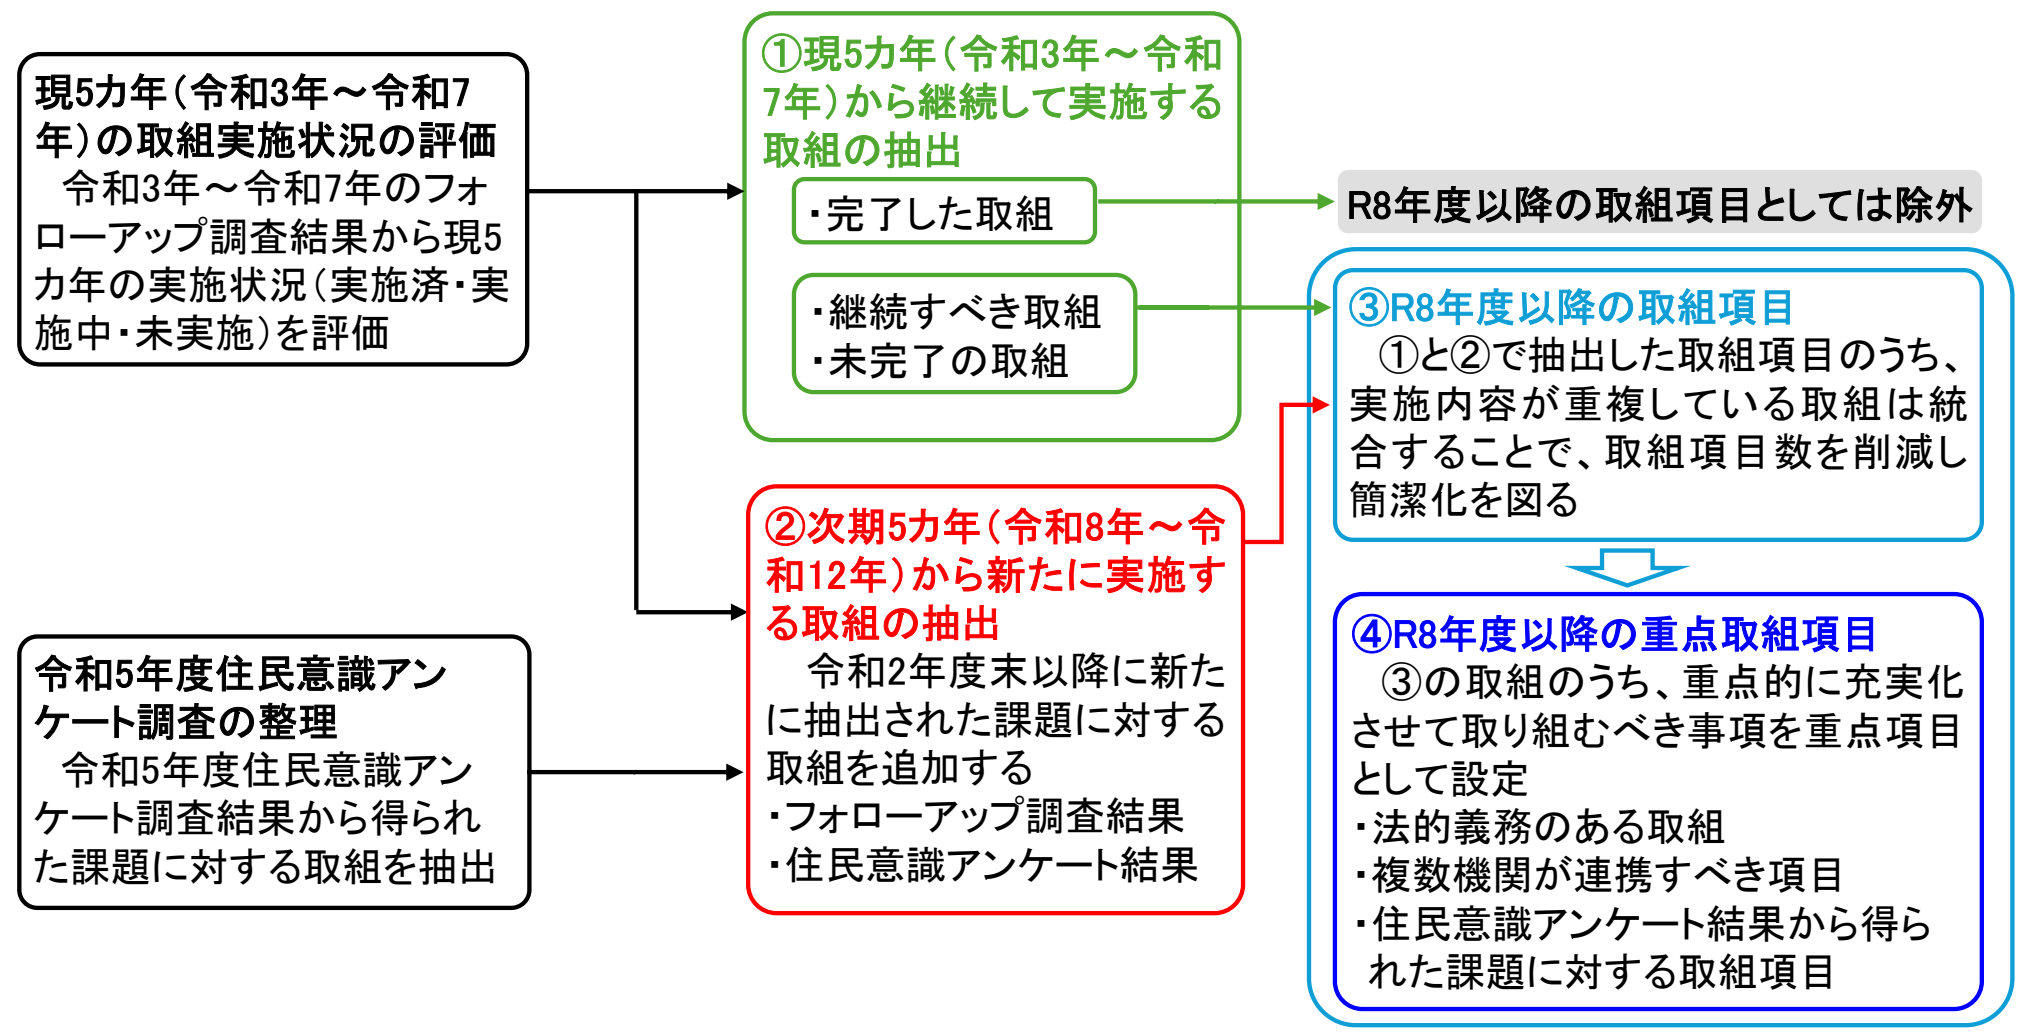 現5カ年（令和3年～令和7
年）の取組実施状況の評価
令和3年～令和7年のフォ
ローアップ調査結果から現5
カ年の実施状況（実施済・実
施中・未実施）を評価
令和5年度住民意識アン
ケート調査の整理
令和5年度住民意識アン
ケート調査結果から得られ
た課題に対する取組を抽出
①現5カ年（令和3年～令和
7年）から継続して実施する
取組の抽出
・完了した取組
・継続すべき取組
・未完了の取組
②次期5カ年（令和8年～令
和12年）から新たに実施す
る取組の抽出
令和2年度末以降に新た
に抽出された課題に対する
取組を追加する
・フォローアップ調査結果
・住民意識アンケート結果
R8年度以降の取組項目としては除外
③R8年度以降の取組項目
①と②で抽出した取組項目のうち、
実施内容が重複している取組は統
合することで、取組項目数を削減し
簡潔化を図る
④R8年度以降の重点取組項目
③の取組のうち、重点的に充実化
させて取り組むべき事項を重点項目
として設定
・法的義務のある取組
・複数機関が連携すべき項目
・住民意識アンケート結果から得ら
れた課題に対する取組項目